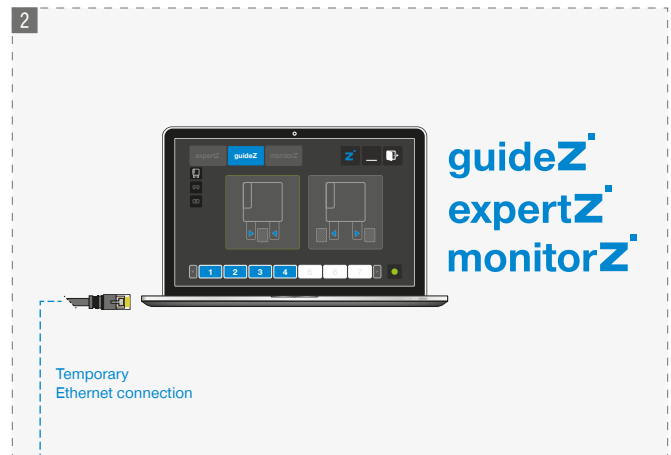 2
expertZ guideZ monitorZ Z
1 2 3 4 5 6 7
guideZ
expertZ
monitorZ
Temporary
Ethernet connection